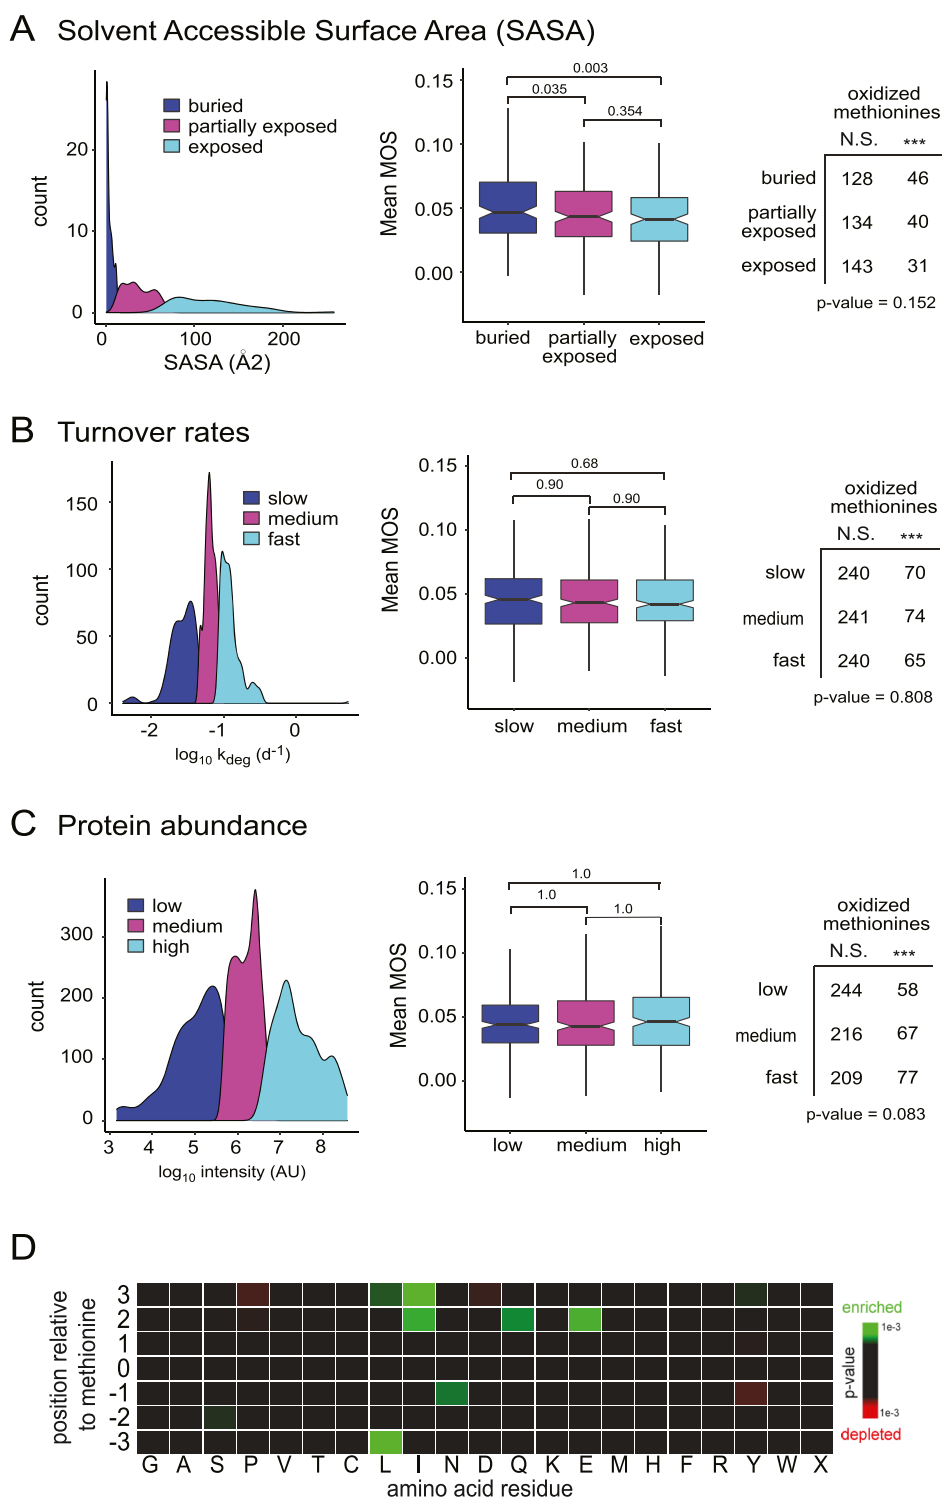 A Solvent Accessible Surface Area (SASA)
buried
partially exposed
exposed
count
20
10
0
0 100 200
SASA (Å2)
Mean MOS
0.15
0.10
0.05
0.00
0.003
0.035
0.354
buried partially exposed
exposed
oxidized
methionines
N.S. ***
buried 128 46
partially
exposed 134 40
exposed 143 31
p-value = 0.152
B Turnover rates
slow
medium
fast
count
150
100
50
0
-2 -1 0
log10 kdeg (d-1)
Mean MOS
0.15
0.10
0.05
0.00
0.68
0.90 0.90
slow medium fast
oxidized
methionines
N.S. ***
slow 240 70
medium 241 74
fast 240 65
p-value = 0.808
C Protein abundance
low
medium
high
count
300
200
100
0
3 4 5 6 7 8
log10 intensity (AU)
Mean MOS
0.15
0.10
0.05
0.00
1.0
1.0 1.0
low medium high
oxidized
methionines
N.S. ***
low 244 58
medium 216 67
fast 209 77
p-value = 0.083
D
position relative
to methionine
3
2
1
0
-1
-2
-3
G A S P V T C L I N D Q K E M H F R Y W X
amino acid residue
enriched
1e-3
p-value
1e-3
depleted